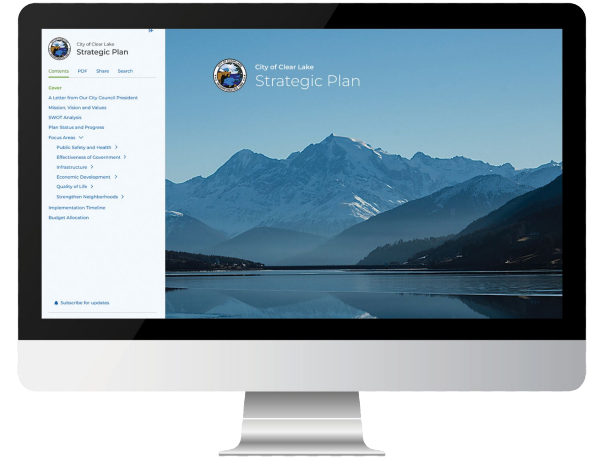 City of Clear Lake
Strategic Plan
Contents PDF Share Search
Cover
A Letter from Our City Council President
Mission, Vision and Values
SWOT Analysis
Plan Status and Progress
Focus Areas
Public Safety and Health
Effectiveness of Government
Infrastructure
Economic Development
Quality of Life
Strengthen Neighborhoods
Implementation Timeline
Budget Allocation
Subscribe for updates
City of Clear Lake
Strategic Plan